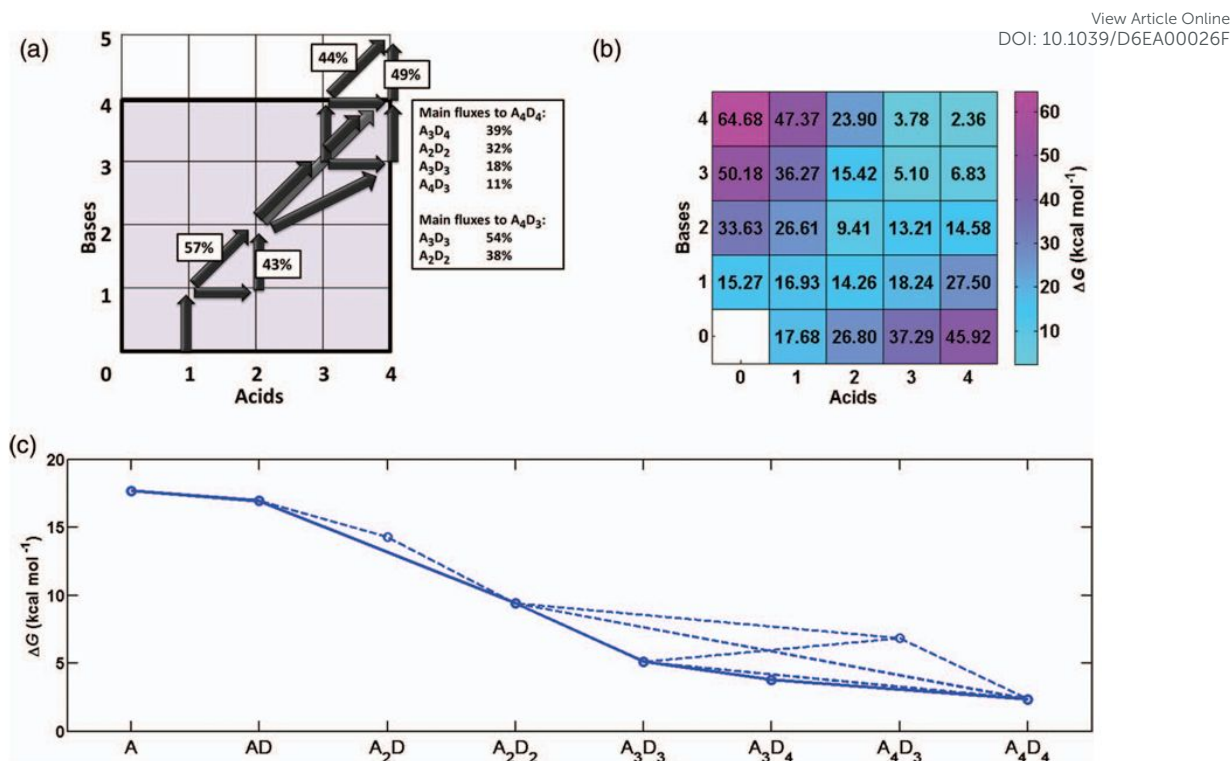 View Article Online
DOI: 10.1039/D6EA00026F
(a)
5
4
3
2
1
0
1 2 3 4
Bases
Acids
44%
49%
57%
43%
Main fluxes to A₄D₄:
A₃D₄ 39%
A₂D₂ 32%
A₃D₃ 18%
A₄D₃ 11%
Main fluxes to A₄D₃:
A₃D₃ 54%
A₂D₂ 38%
(b)
4 64.68 47.37 23.90 3.78 2.36
3 50.18 36.27 15.42 5.10 6.83
2 33.63 26.61 9.41 13.21 14.58
1 15.27 16.93 14.26 18.24 27.50
0 17.68 26.80 37.29 45.92
0 1 2 3 4
Bases
Acids
60
50
40
30
20
10
ΔG (kcal mol⁻¹)
(c)
20
15
10
5
0
ΔG (kcal mol⁻¹)
A AD A₂D A₂D₂ A₃D₃ A₃D₄ A₄D₃ A₄D₄